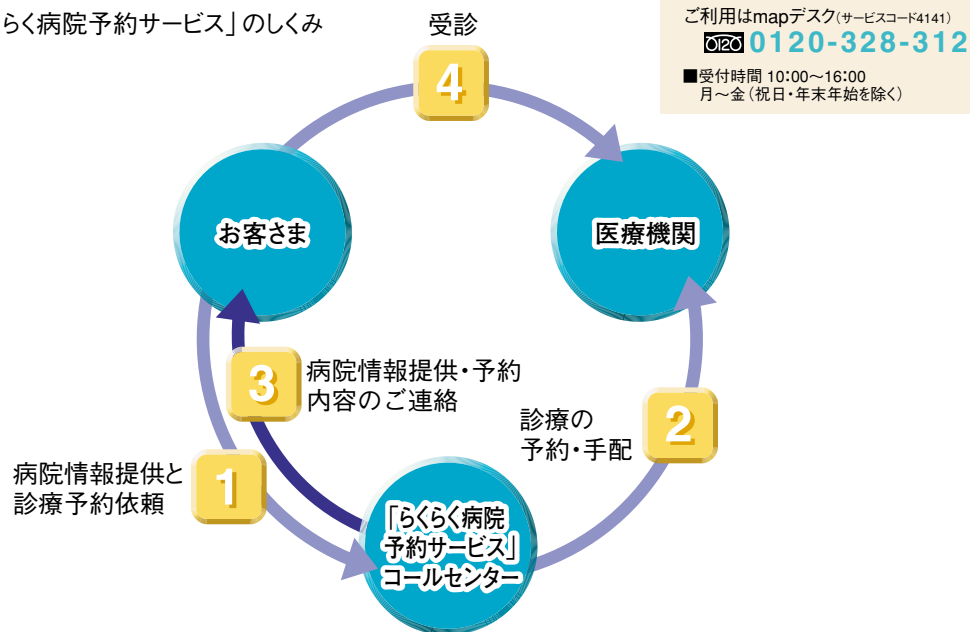 らく病院予約サービス」のしくみ
ご利用はmapデスク(サービスコード4141)
0120 0120-328-312
■受付時間 10:00～16:00
月～金(祝日・年末年始を除く)
受診
4
お客さま
医療機関
3
病院情報提供・予約
内容のご連絡
診療の
予約・手配
2
病院情報提供と
診療予約依頼
1
「らくらく病院
予約サービス」
コールセンター